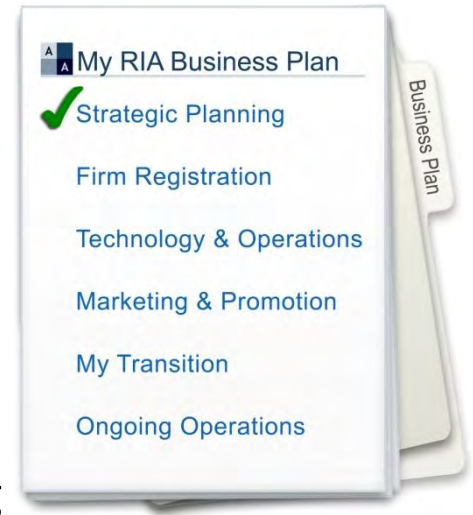 A
A
My RIA Business Plan
Strategic Planning
Firm Registration
Technology & Operations
Marketing & Promotion
My Transition
Ongoing Operations
Business Plan